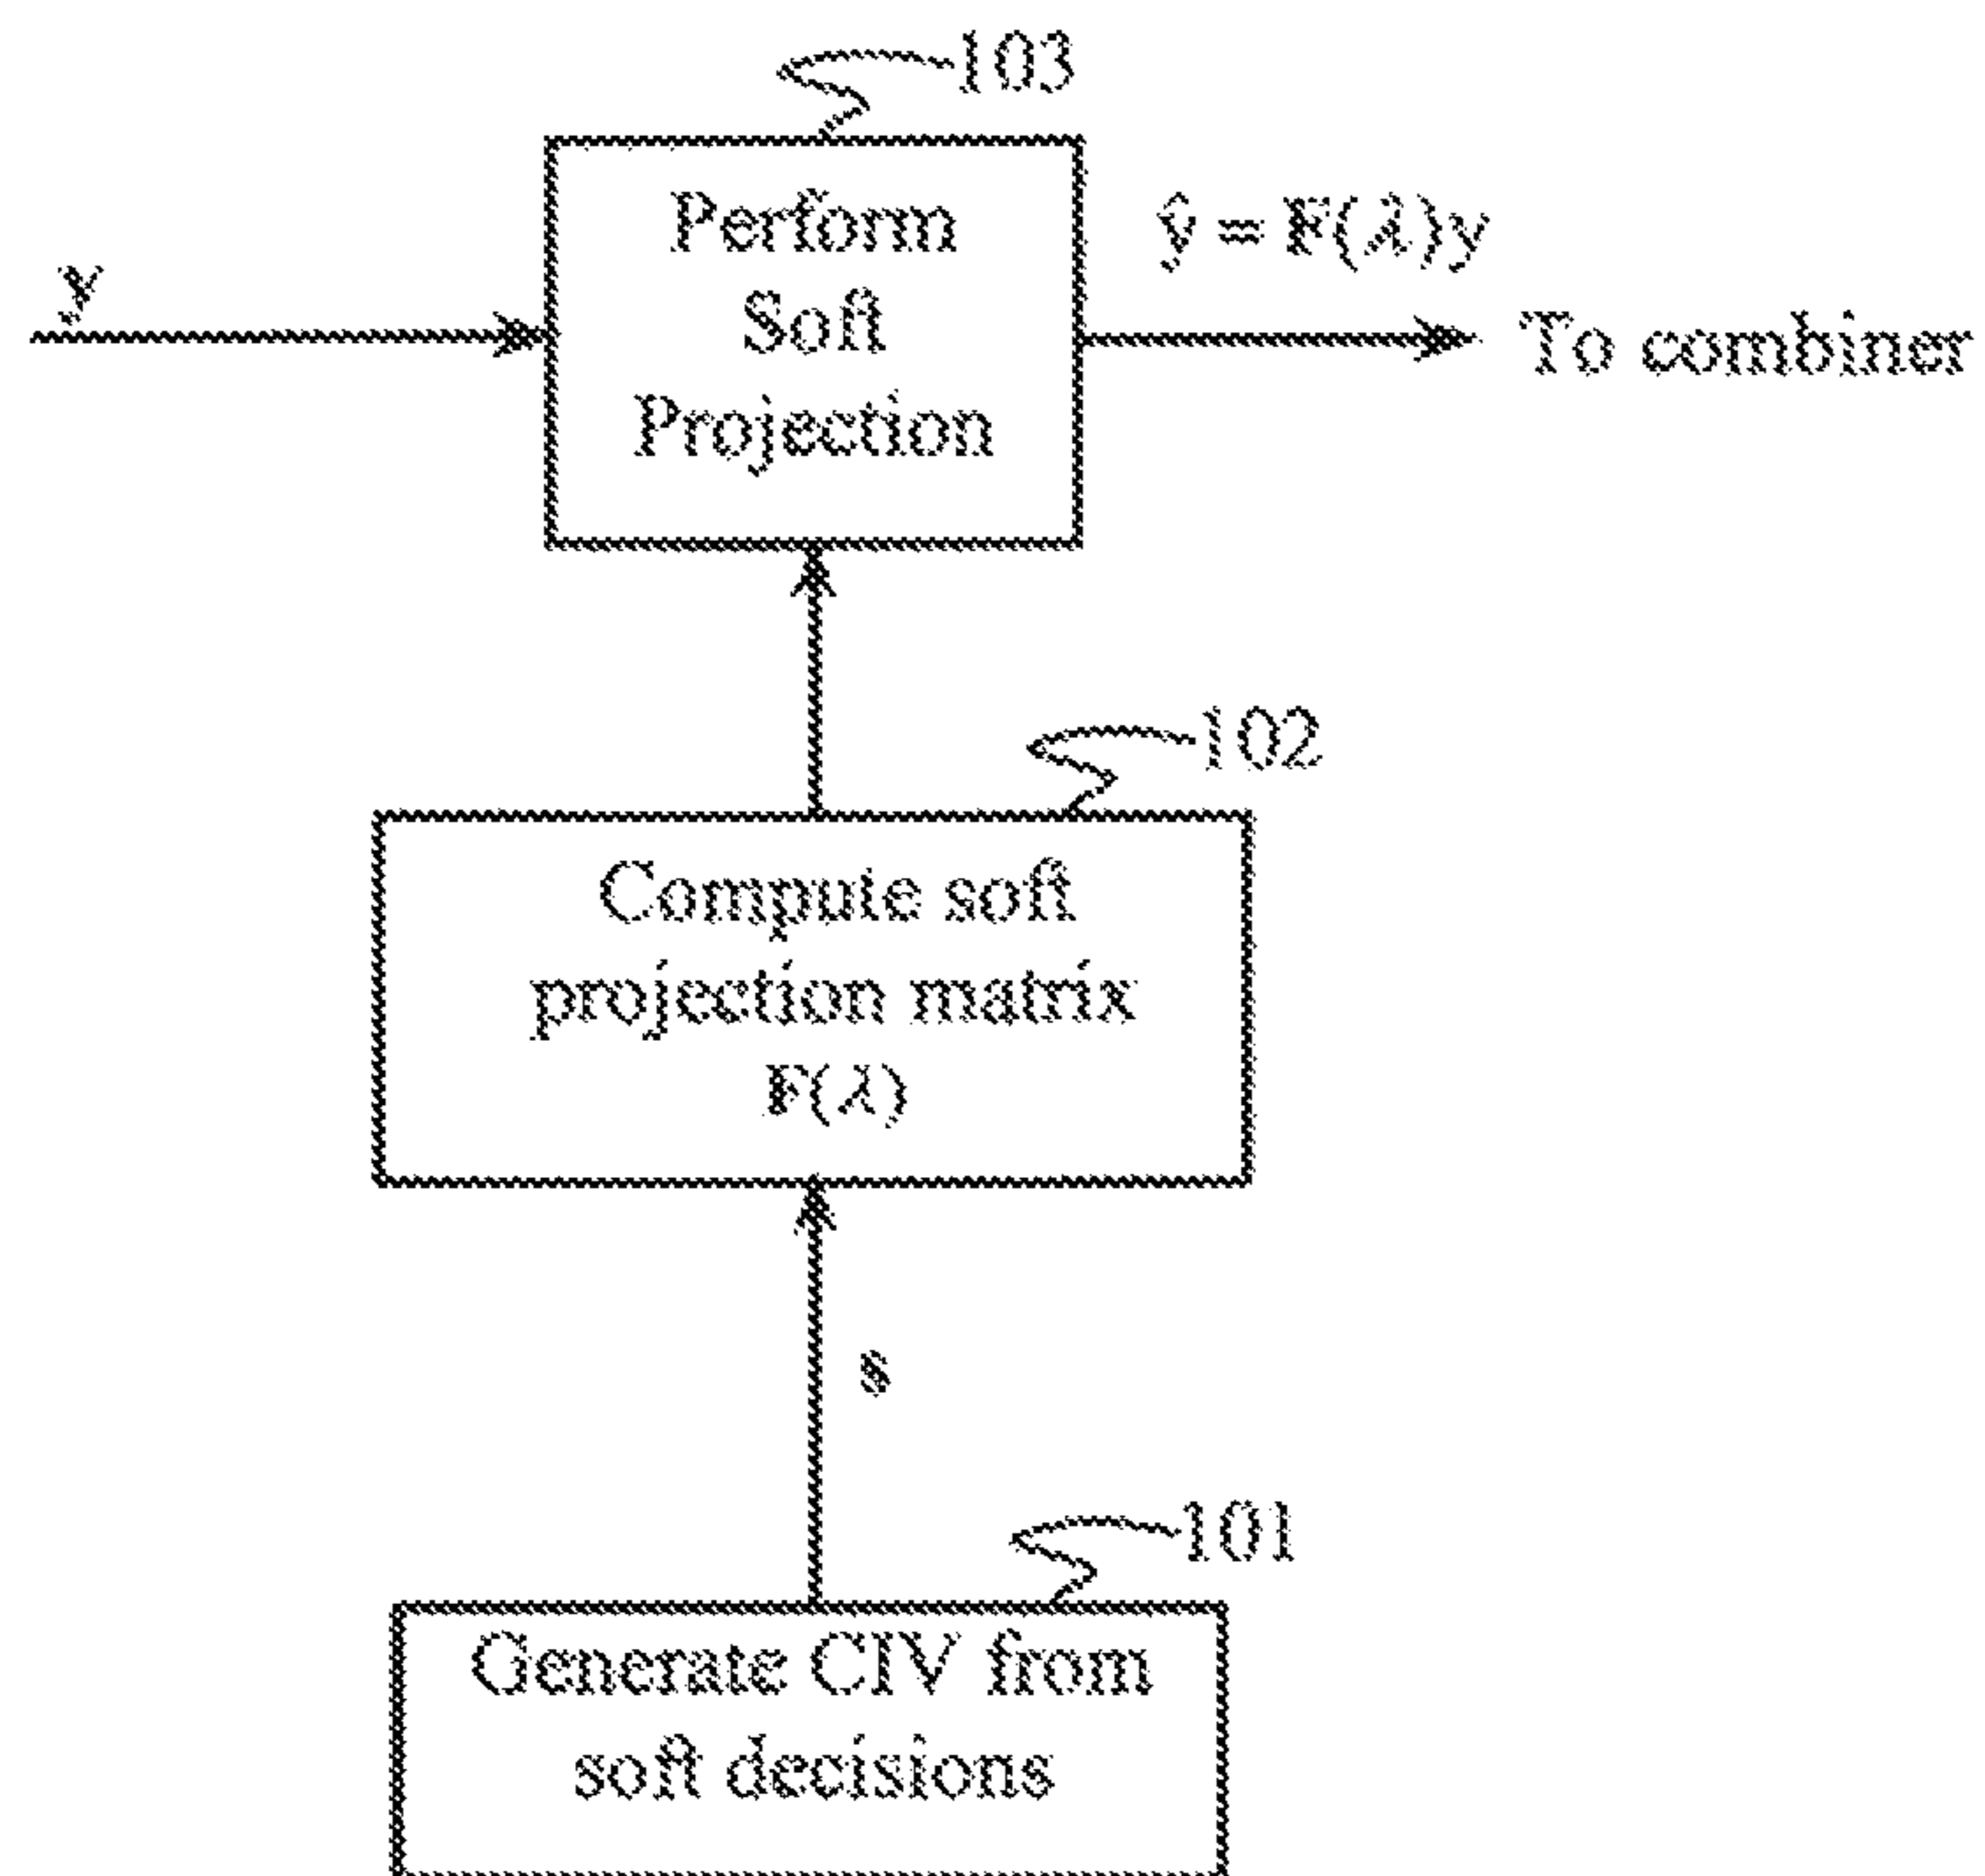 103
Perform
Soft
Projection
y
ŷ = F(λ)y
To combiner
102
Compute soft
projection matrix
F(λ)
s
101
Generate CIV from
soft decisions